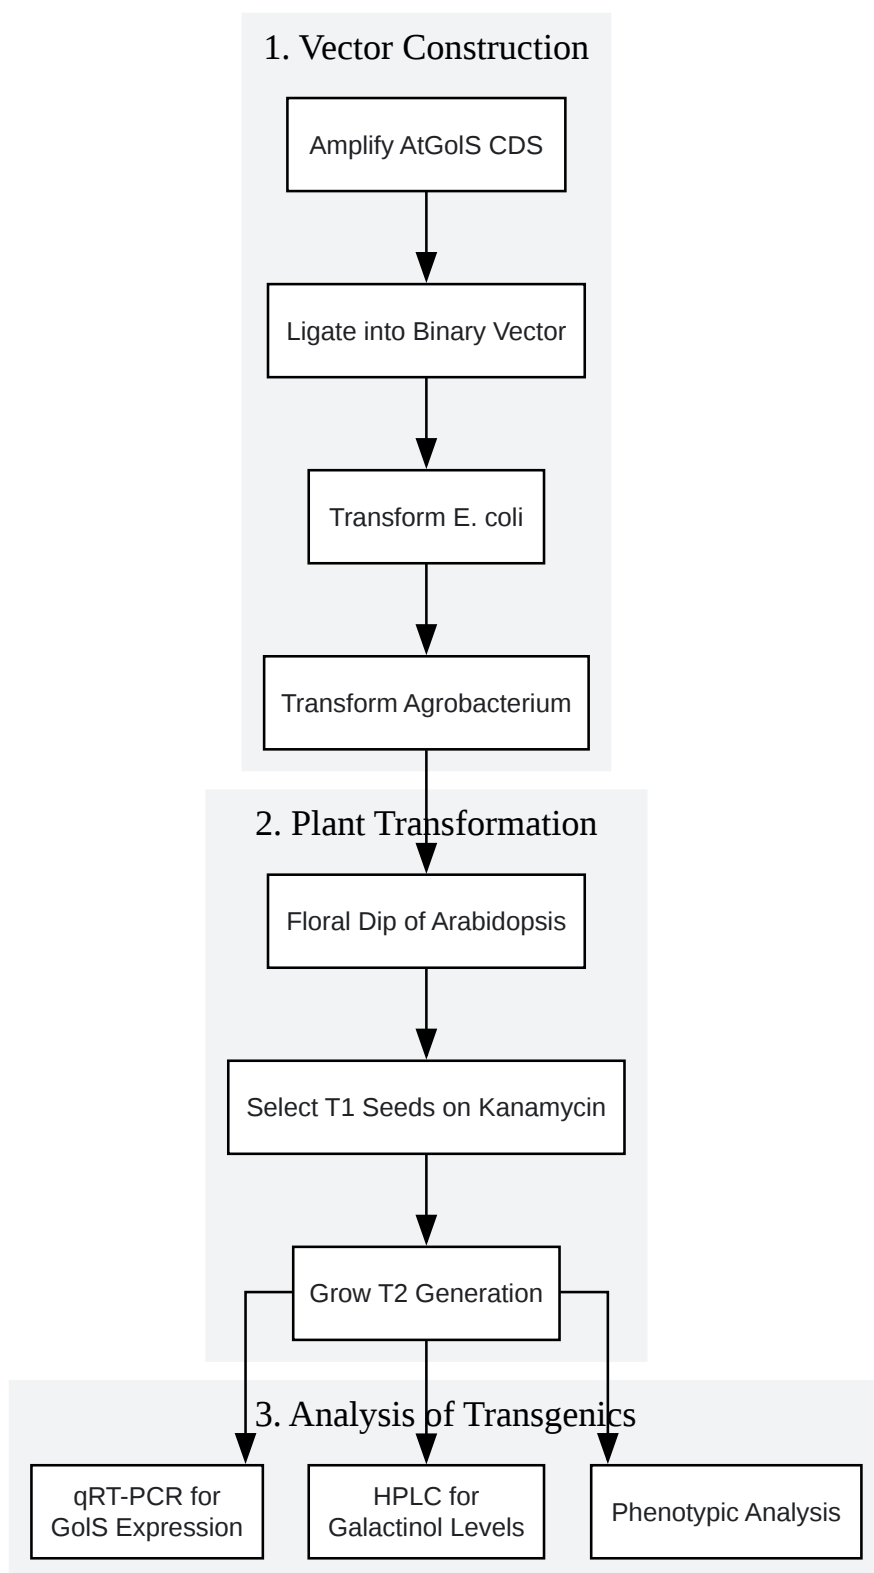 1. Vector Construction
Amplify AtGolS CDS
Ligate into Binary Vector
Transform E. coli
Transform Agrobacterium
2. Plant Transformation
Floral Dip of Arabidopsis
Select T1 Seeds on Kanamycin
Grow T2 Generation
3. Analysis of Transgenics
qRT-PCR for
GolS Expression
HPLC for
Galactinol Levels
Phenotypic Analysis